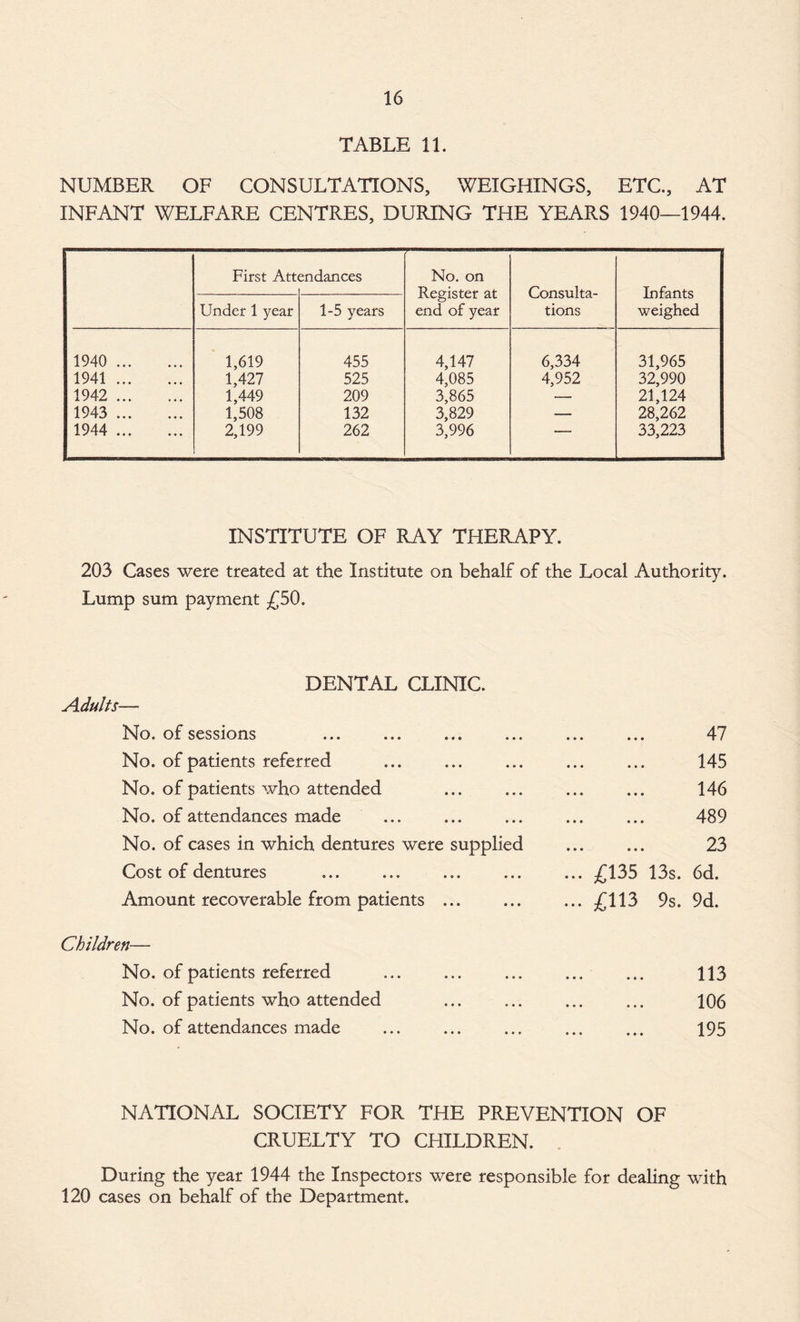 16
TABLE 11.
NUMBER OF CONSULTATIONS, WEIGHINGS, ETC., AT
INFANT WELFARE CENTRES, DURING THE YEARS 1940—1944.
First Attendances No. on Register at end of year Consulta-tions Infants weighed
Under 1 year 1-5 years
1940 ... ... 1,619 455 4,147 6,334 31,965
1941 ... ... 1,427 525 4,085 4,952 32,990
1942 ... ... 1,449 209 3,865 — 21,124
1943 ... ... 1,508 132 3,829 — 28,262
1944 ... ... 2,199 262 3,996 — 33,223
INSTITUTE OF RAY THERAPY.
203 Cases were treated at the Institute on behalf of the Local Authority.
Lump sum payment £50.
DENTAL CLINIC.
Adults—
No. of sessions ... ... ... ... ... ... 47
No. of patients referred ... ... ... ... ... 145
No. of patients who attended ... ... ... ... 146
No. of attendances made ... ... ... ... ... 489
No. of cases in which dentures were supplied ... ... 23
Cost of dentures ... ... ... ... ... £135 13s. 6d.
Amount recoverable from patients ... ... ... £113 9s. 9d.
Children—
No. of patients referred ... ... ... ... ... 113
No. of patients who attended ... ... ... ... 106
No. of attendances made ... ... ... ... ... 195
NATIONAL SOCIETY FOR THE PREVENTION OF
CRUELTY TO CHILDREN.
During the year 1944 the Inspectors were responsible for dealing with
120 cases on behalf of the Department.